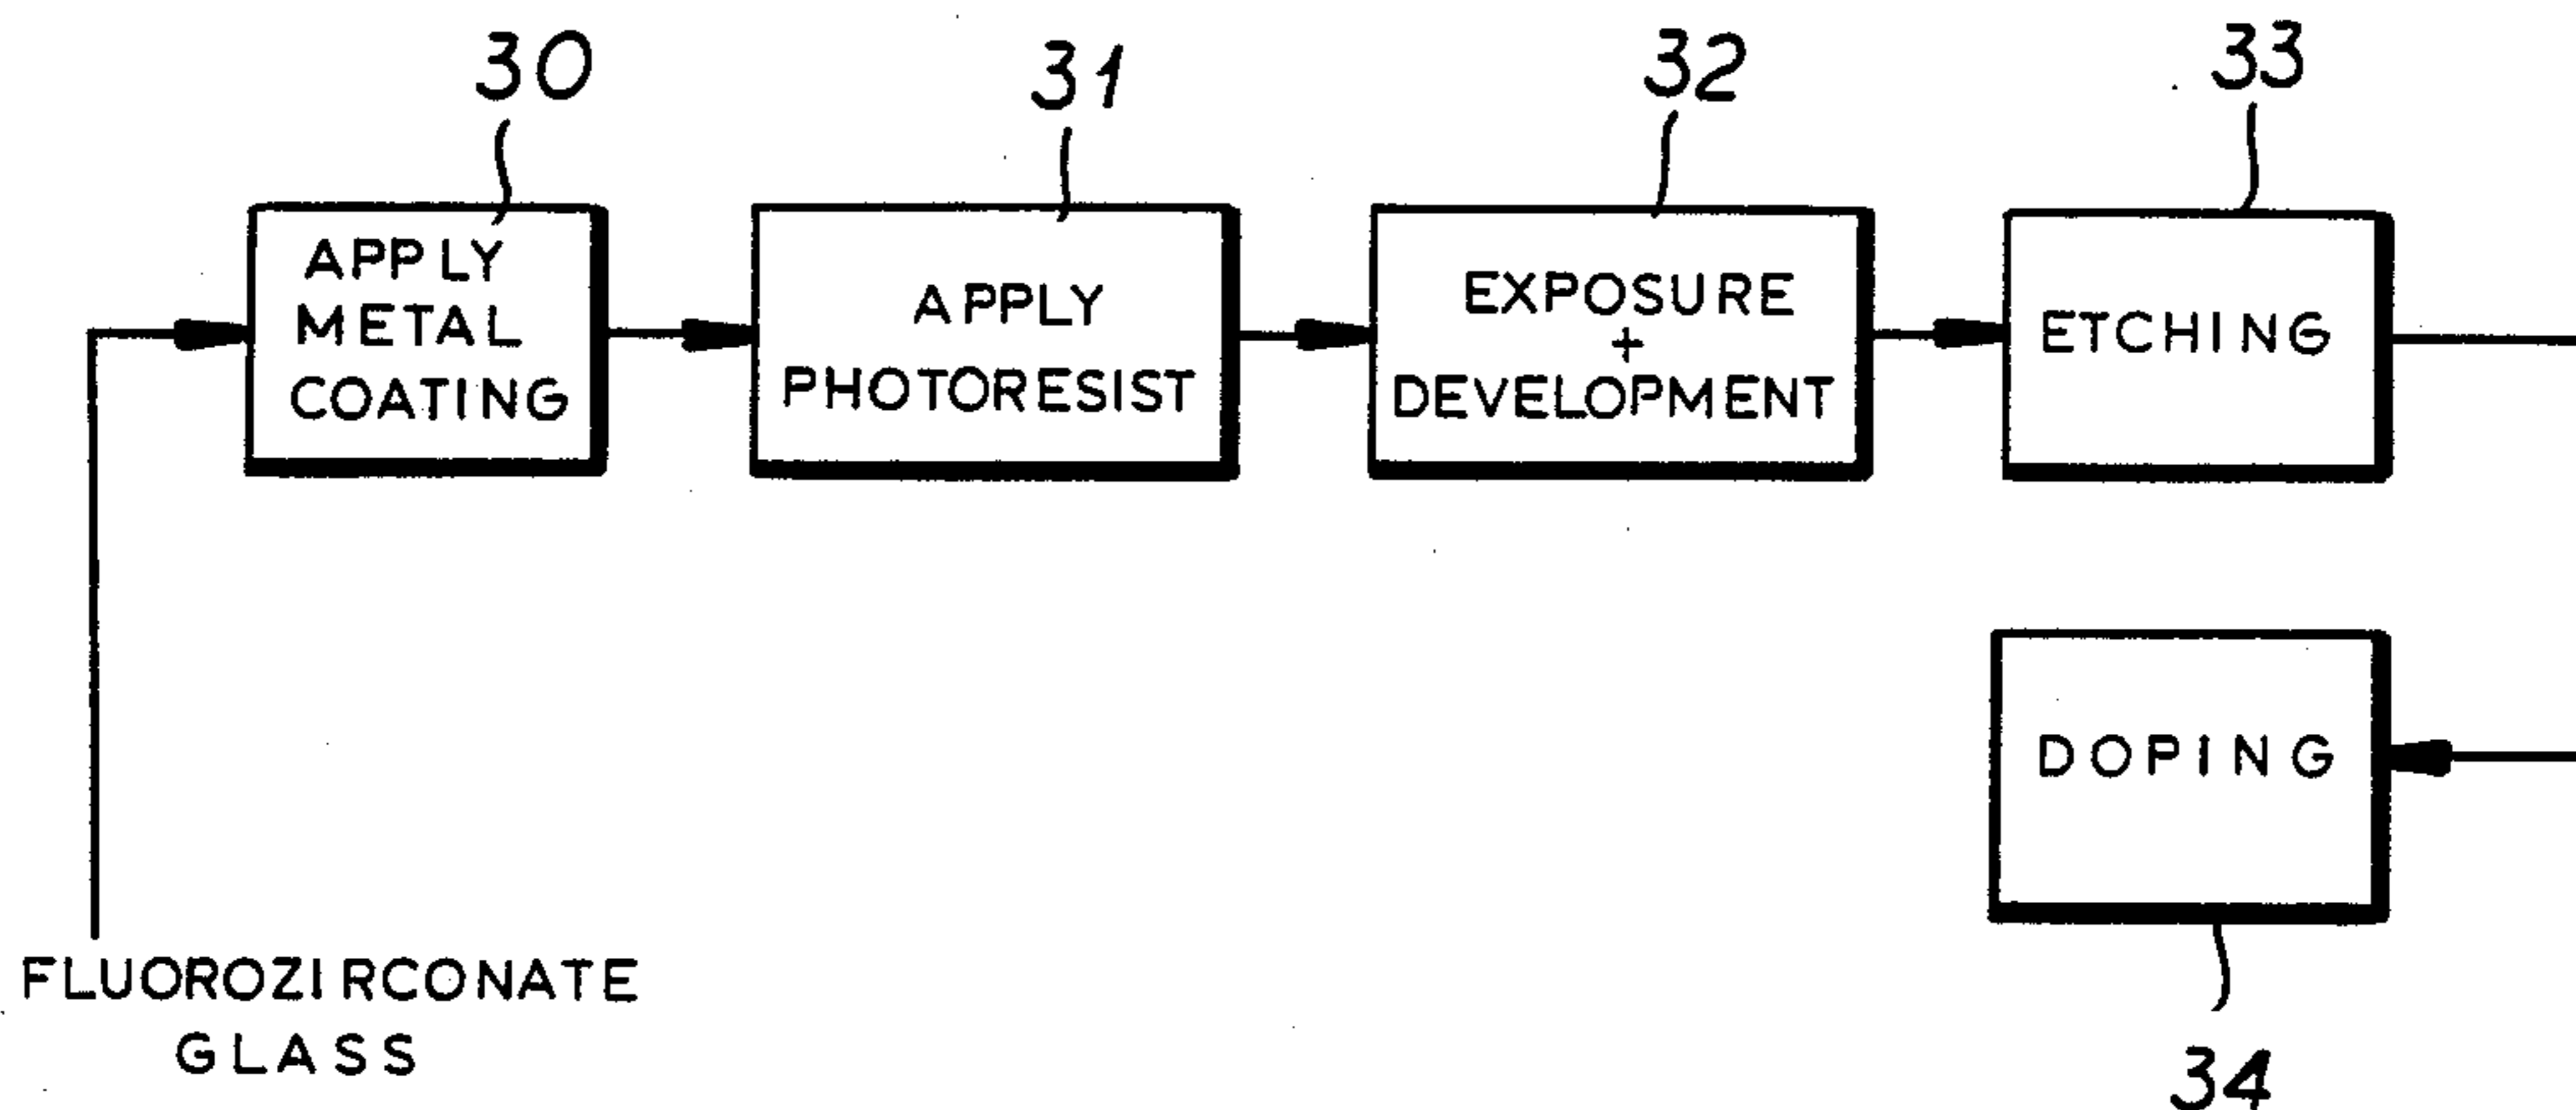 30
31
32
33
APPLY
METAL
COATING
APPLY
PHOTORESIST
EXPOSURE
+
DEVELOPMENT
ETCHING
DOPING
34
FLUOROZIRCONATE
GLASS